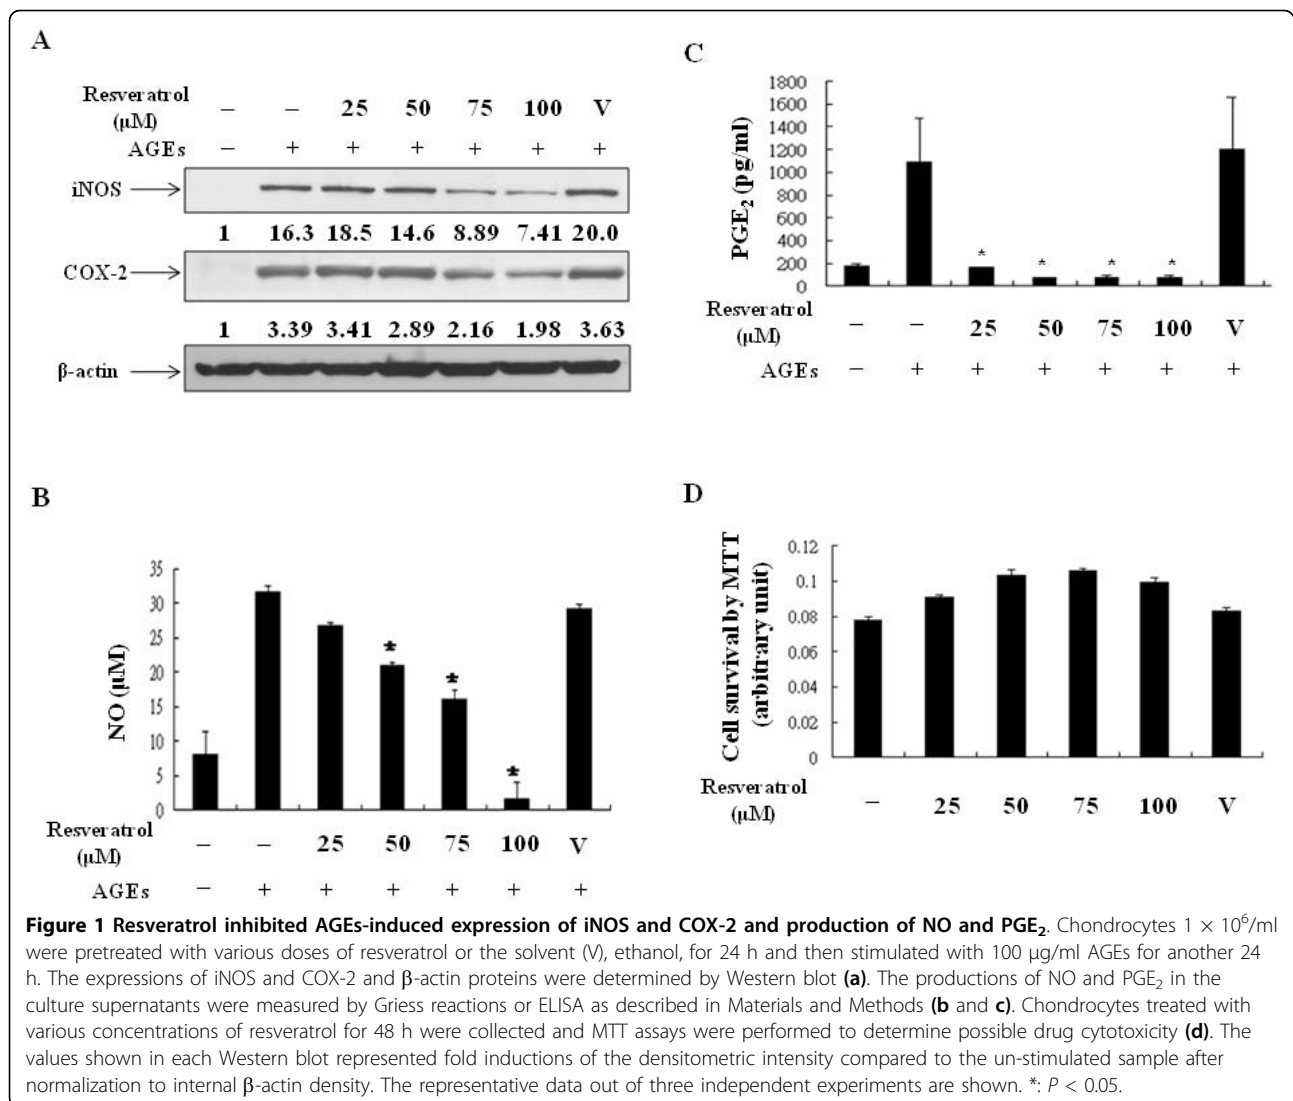 A
Resveratrol – – 25 50 75 100 V
(μM)
AGEs – + + + + + +
iNOS
1 16.3 18.5 14.6 8.89 7.41 20.0
COX-2
1 3.39 3.41 2.89 2.16 1.98 3.63
β-actin
B
NO (μM)
35
30
25
20
15
10
5
0
* * *
Resveratrol – – 25 50 75 100 V
(μM)
AGEs – + + + + + +
C
PGE₂ (pg/ml)
1800
1600
1400
1200
1000
800
600
400
200
0
* * * *
Resveratrol – – 25 50 75 100 V
(μM)
AGEs – + + + + + +
D
Cell survival by MTT
(arbitrary unit)
0.12
0.1
0.08
0.06
0.04
0.02
0
Resveratrol – 25 50 75 100 V
(μM)
Figure 1 Resveratrol inhibited AGEs-induced expression of iNOS and COX-2 and production of NO and PGE₂. Chondrocytes 1 × 10⁶/ml
were pretreated with various doses of resveratrol or the solvent (V), ethanol, for 24 h and then stimulated with 100 μg/ml AGEs for another 24
h. The expressions of iNOS and COX-2 and β-actin proteins were determined by Western blot (a). The productions of NO and PGE₂ in the
culture supernatants were measured by Griess reactions or ELISA as described in Materials and Methods (b and c). Chondrocytes treated with
various concentrations of resveratrol for 48 h were collected and MTT assays were performed to determine possible drug cytotoxicity (d). The
values shown in each Western blot represented fold inductions of the densitometric intensity compared to the un-stimulated sample after
normalization to internal β-actin density. The representative data out of three independent experiments are shown. *: P < 0.05.